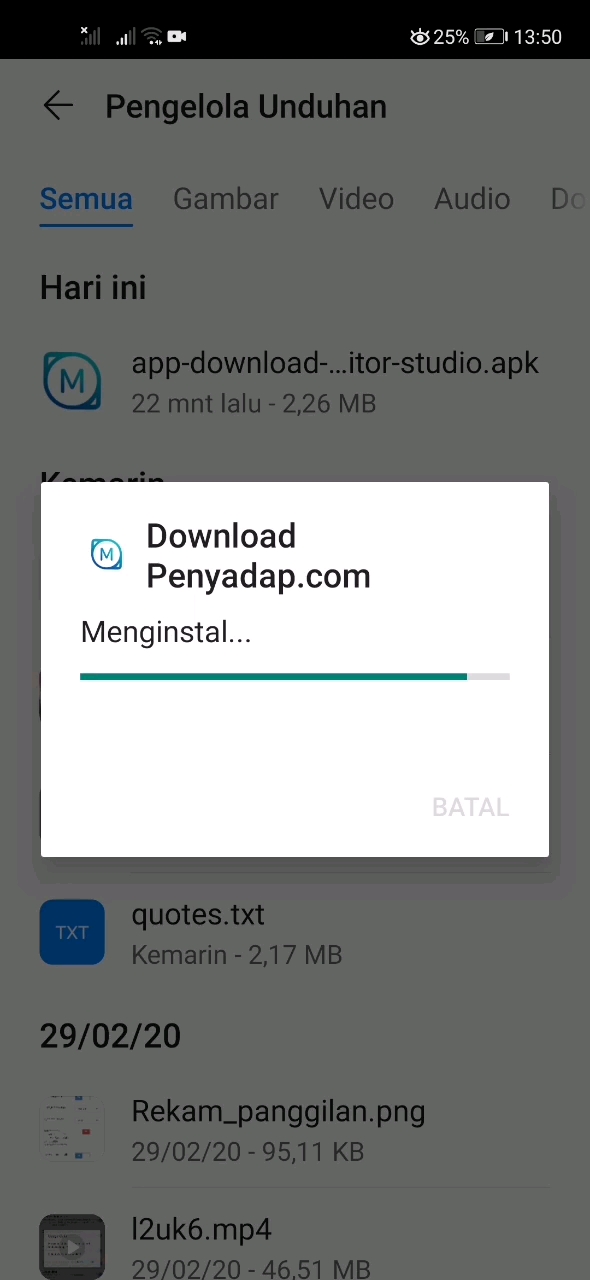 25% 13:50
Pengelola Unduhan
Semua Gambar Video Audio Do
Hari ini
app-download-...itor-studio.apk
M
22 mnt lalu - 2,26 MB
Kemarin
Download
M
Penyadap.com
Menginstal...
BATAL
quotes.txt
TXT
Kemarin - 2,17 MB
29/02/20
Rekam_panggilan.png
29/02/20 - 95,11 KB
l2uk6.mp4
29/02/20 - 46,51 MB